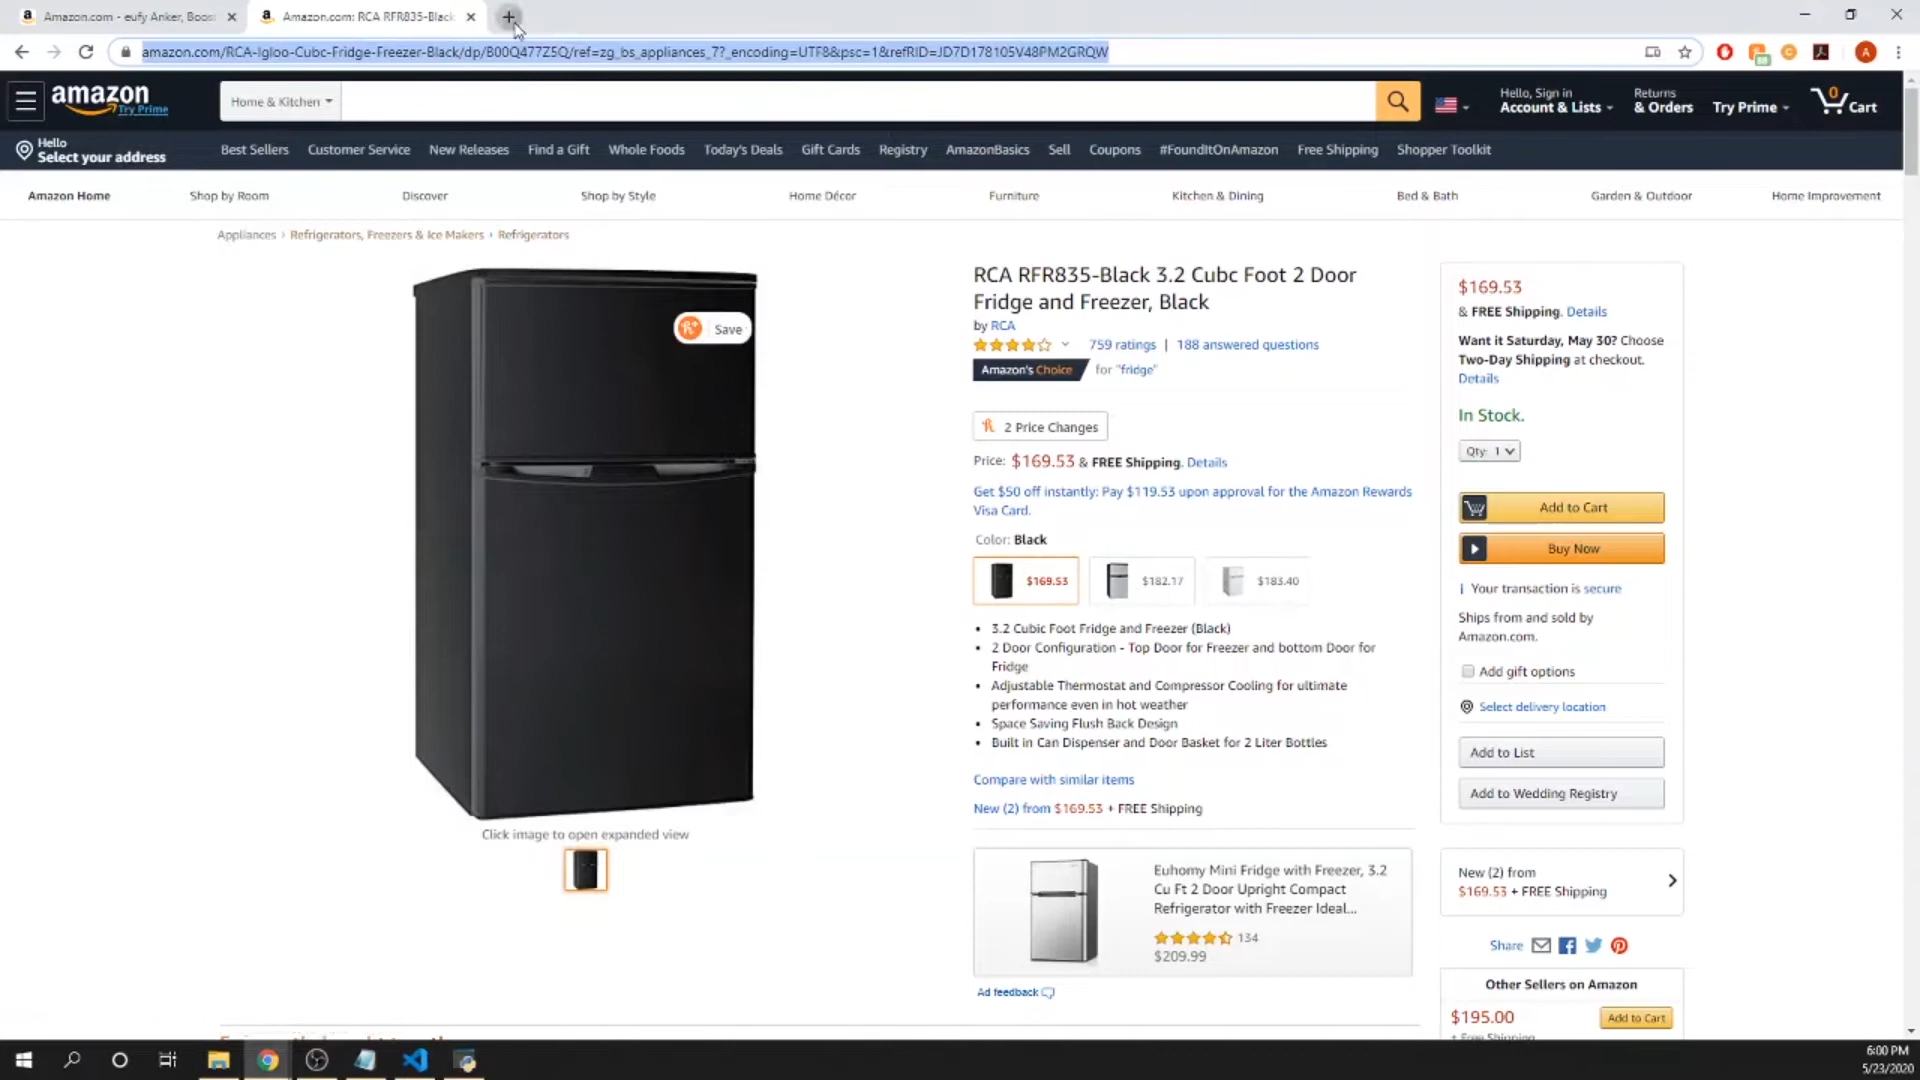 Amazon.com - eufy Anker, Boos
Amazon.com: RCA RFR835-Black
amazon.com/RCA-Igloo-Cubc-Fridge-Freezer-Black/dp/B00Q477Z5Q/ref=zg_bs_appliances_7?_encoding=UTF8&psc=1&refRID=JD7D178105V48PM2GRQW
A
amazon
Try Prime
Home & Kitchen
Hello, Sign in
Account & Lists
Returns
& Orders
Try Prime
0
Cart
Hello
Select your address
Best Sellers Customer Service New Releases Find a Gift Whole Foods Today's Deals Gift Cards Registry AmazonBasics Sell Coupons #FoundItOnAmazon Free Shipping Shopper Toolkit
Amazon Home Shop by Room Discover Shop by Style Home Décor Furniture Kitchen & Dining Bed & Bath Garden & Outdoor Home Improvement
Appliances › Refrigerators, Freezers & Ice Makers › Refrigerators
Save
Click image to open expanded view
RCA RFR835-Black 3.2 Cubc Foot 2 Door
Fridge and Freezer, Black
by RCA
759 ratings | 188 answered questions
Amazon's Choice for "fridge"
2 Price Changes
Price: $169.53 & FREE Shipping. Details
Get $50 off instantly: Pay $119.53 upon approval for the Amazon Rewards
Visa Card.
Color: Black
$169.53 $182.17 $183.40
• 3.2 Cubic Foot Fridge and Freezer (Black)
• 2 Door Configuration - Top Door for Freezer and bottom Door for
Fridge
• Adjustable Thermostat and Compressor Cooling for ultimate
performance even in hot weather
• Space Saving Flush Back Design
• Built in Can Dispenser and Door Basket for 2 Liter Bottles
Compare with similar items
New (2) from $169.53 + FREE Shipping
Euhomy Mini Fridge with Freezer, 3.2
Cu Ft 2 Door Upright Compact
Refrigerator with Freezer Ideal...
134
$209.99
Ad feedback
$169.53
& FREE Shipping. Details
Want it Saturday, May 30? Choose
Two-Day Shipping at checkout.
Details
In Stock.
Qty: 1
Add to Cart
Buy Now
Your transaction is secure
Ships from and sold by
Amazon.com.
Add gift options
Select delivery location
Add to List
Add to Wedding Registry
New (2) from
$169.53 + FREE Shipping
Share
Other Sellers on Amazon
$195.00
Add to Cart
+ Free Shipping
6:00 PM
5/23/2020